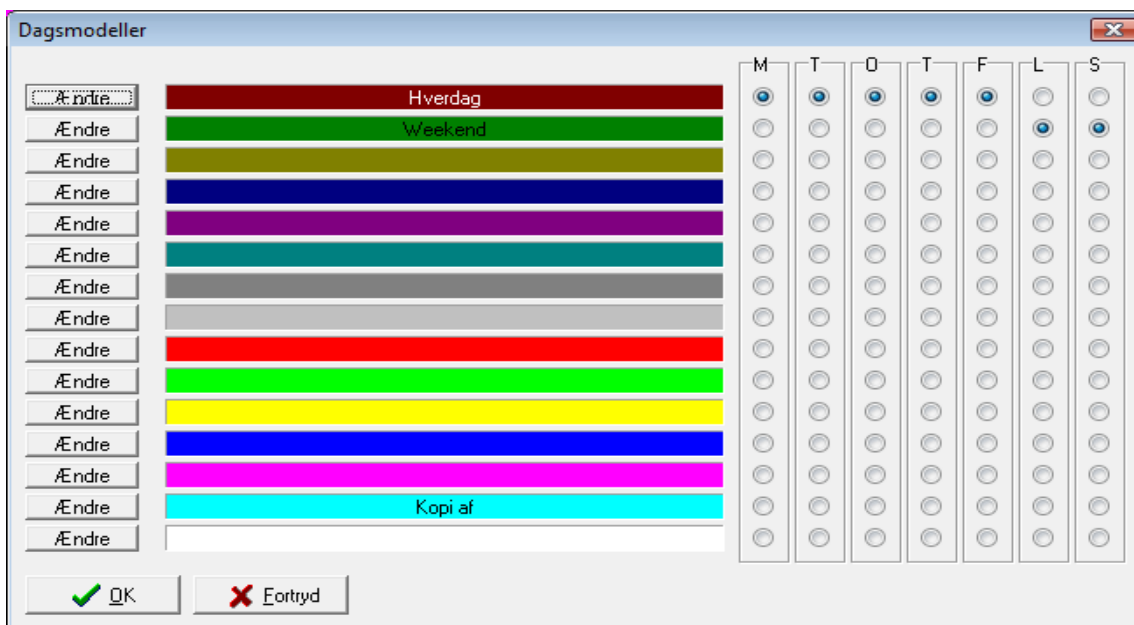 Dagsmodeller
M T O T F L S
Ændre Hverdag
Ændre Weekend
Ændre
Ændre
Ændre
Ændre
Ændre
Ændre
Ændre
Ændre
Ændre
Ændre
Ændre
Ændre Kopi af
Ændre
OK Fortryd